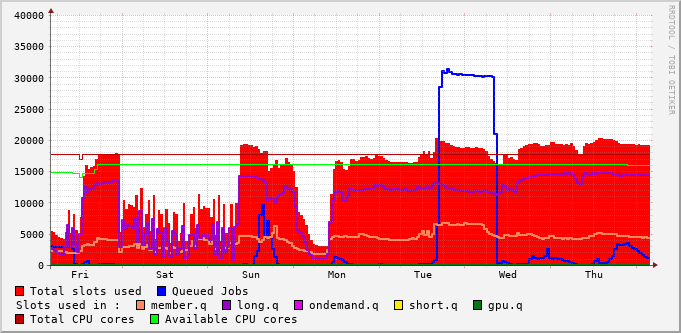 40000
35000
30000
25000
20000
15000
10000
5000
0
Fri Sat Sun Mon Tue Wed Thu
Total slots used Queued Jobs
Slots used in : member.q long.q ondemand.q short.q gpu.q
Total CPU cores Available CPU cores
RRDTOOL / TOBI OETIKER